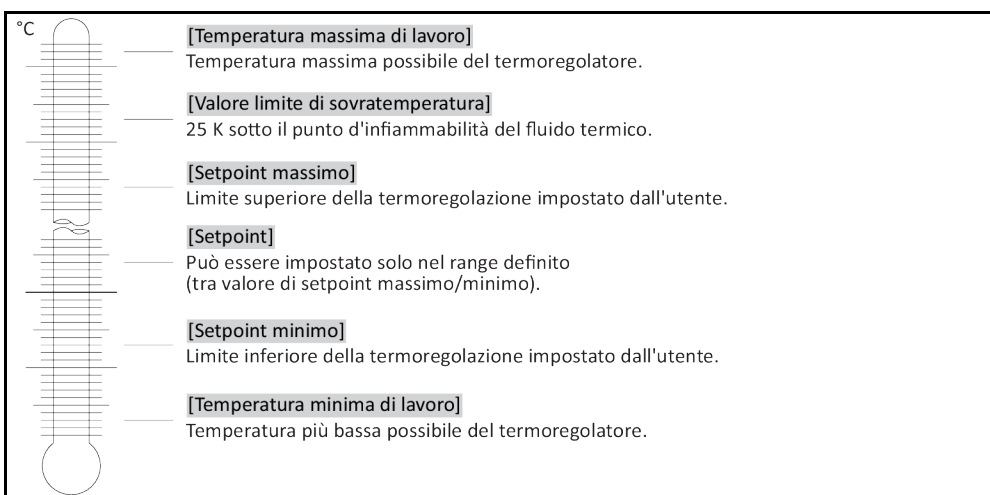 °C
[Temperatura massima di lavoro]
Temperatura massima possibile del termoregolatore.
[Valore limite di sovratemperatura]
25 K sotto il punto d'infiammabilità del fluido termico.
[Setpoint massimo]
Limite superiore della termoregolazione impostato dall'utente.
[Setpoint]
Può essere impostato solo nel range definito
(tra valore di setpoint massimo/minimo).
[Setpoint minimo]
Limite inferiore della termoregolazione impostato dall'utente.
[Temperatura minima di lavoro]
Temperatura più bassa possibile del termoregolatore.